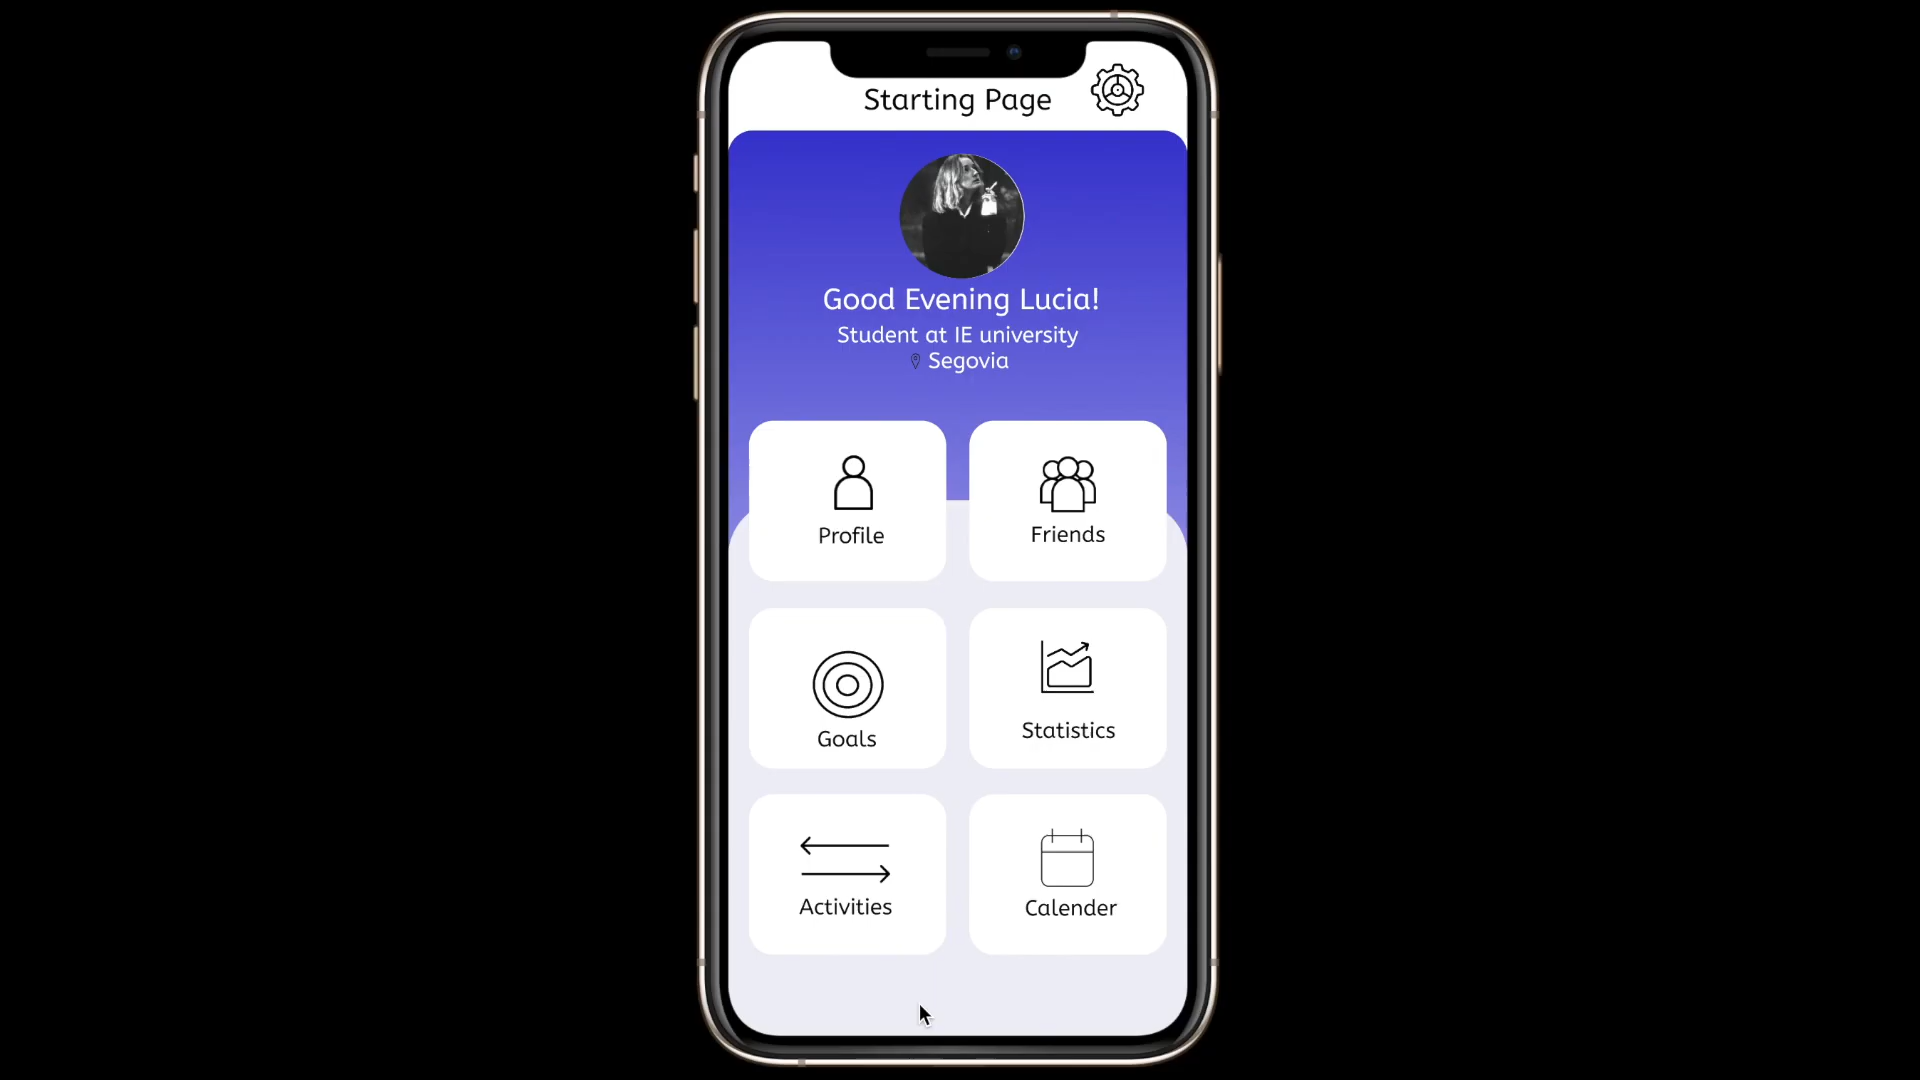 Starting Page
Good Evening Lucia!
Student at IE university
Segovia
Profile
Friends
Goals
Statistics
Activities
Calender